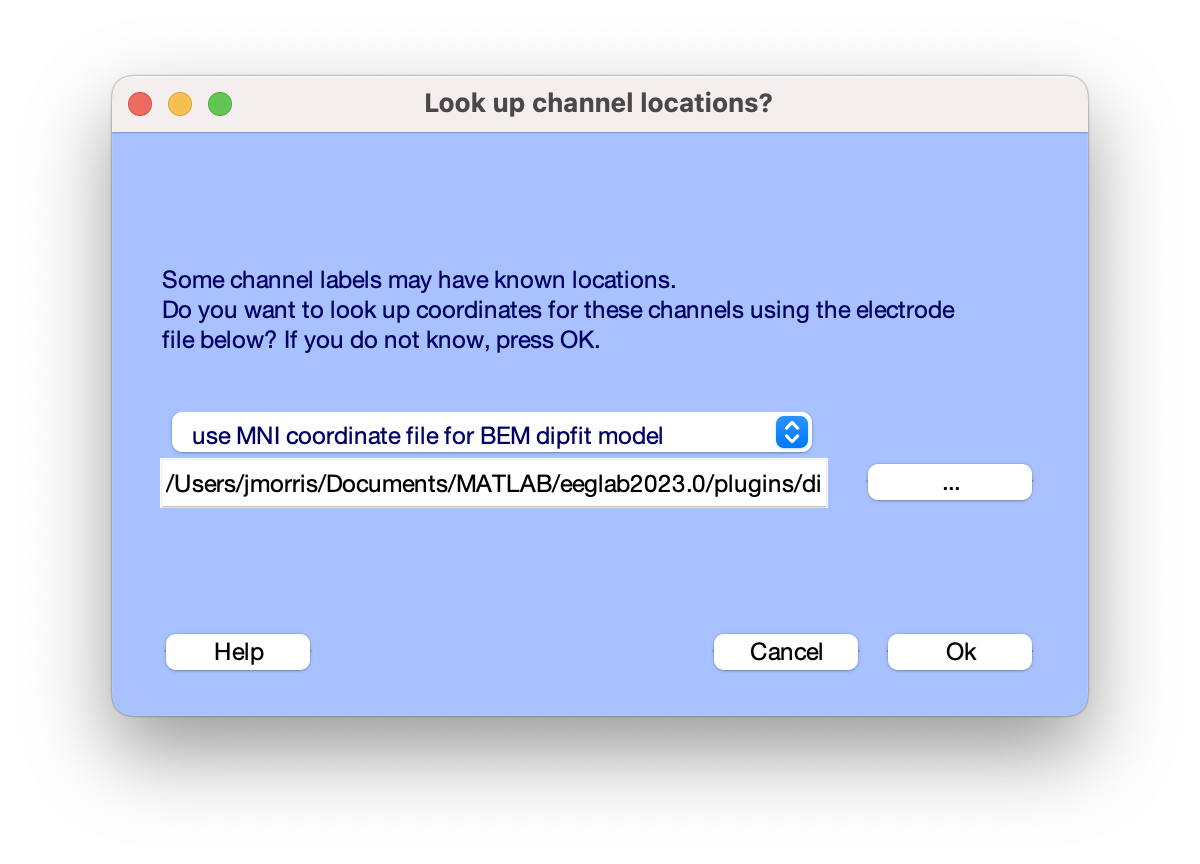 Look up channel locations?
Some channel labels may have known locations.
Do you want to look up coordinates for these channels using the electrode
file below? If you do not know, press OK.
use MNI coordinate file for BEM dipfit model
/Users/jmorris/Documents/MATLAB/eeglab2023.0/plugins/di
...
Help
Cancel
Ok